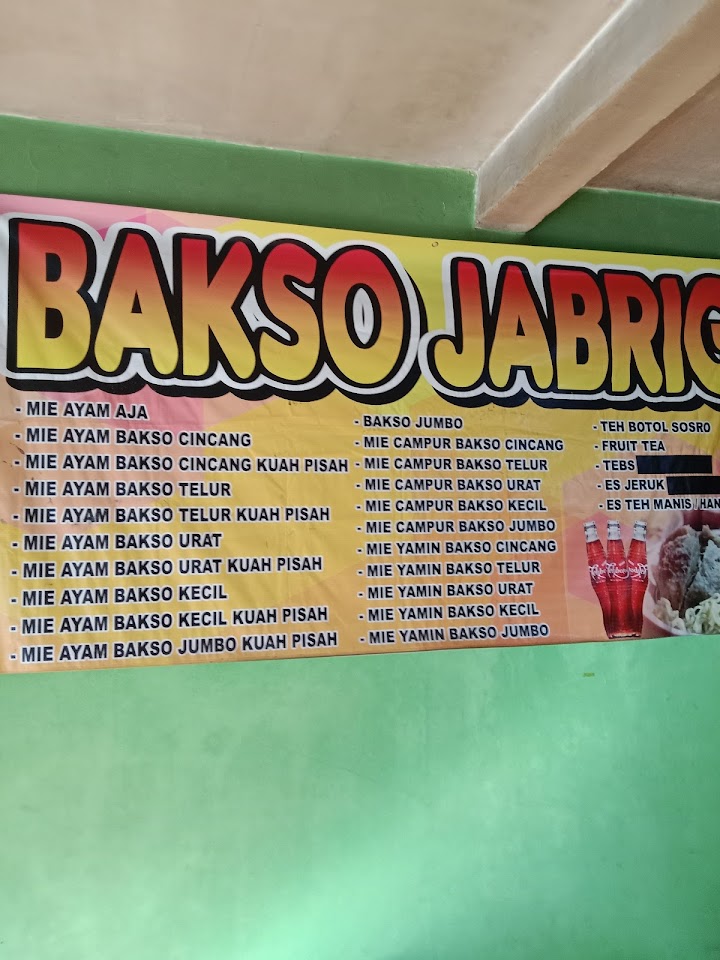 BAKSO JABRIG
- MIE AYAM AJA
- MIE AYAM BAKSO CINCANG
- MIE AYAM BAKSO CINCANG KUAH PISAH
- MIE AYAM BAKSO TELUR
- MIE AYAM BAKSO TELUR KUAH PISAH
- MIE AYAM BAKSO URAT
- MIE AYAM BAKSO URAT KUAH PISAH
- MIE AYAM BAKSO KECIL
- MIE AYAM BAKSO KECIL KUAH PISAH
- MIE AYAM BAKSO JUMBO KUAH PISAH
- BAKSO JUMBO
- MIE CAMPUR BAKSO CINCANG
- MIE CAMPUR BAKSO TELUR
- MIE CAMPUR BAKSO URAT
- MIE CAMPUR BAKSO KECIL
- MIE CAMPUR BAKSO JUMBO
- MIE YAMIN BAKSO CINCANG
- MIE YAMIN BAKSO TELUR
- MIE YAMIN BAKSO URAT
- MIE YAMIN BAKSO KECIL
- MIE YAMIN BAKSO JUMBO
- TEH BOTOL SOSRO
- FRUIT TEA
- TEBS
- ES JERUK
- ES TEH MANIS / HAN